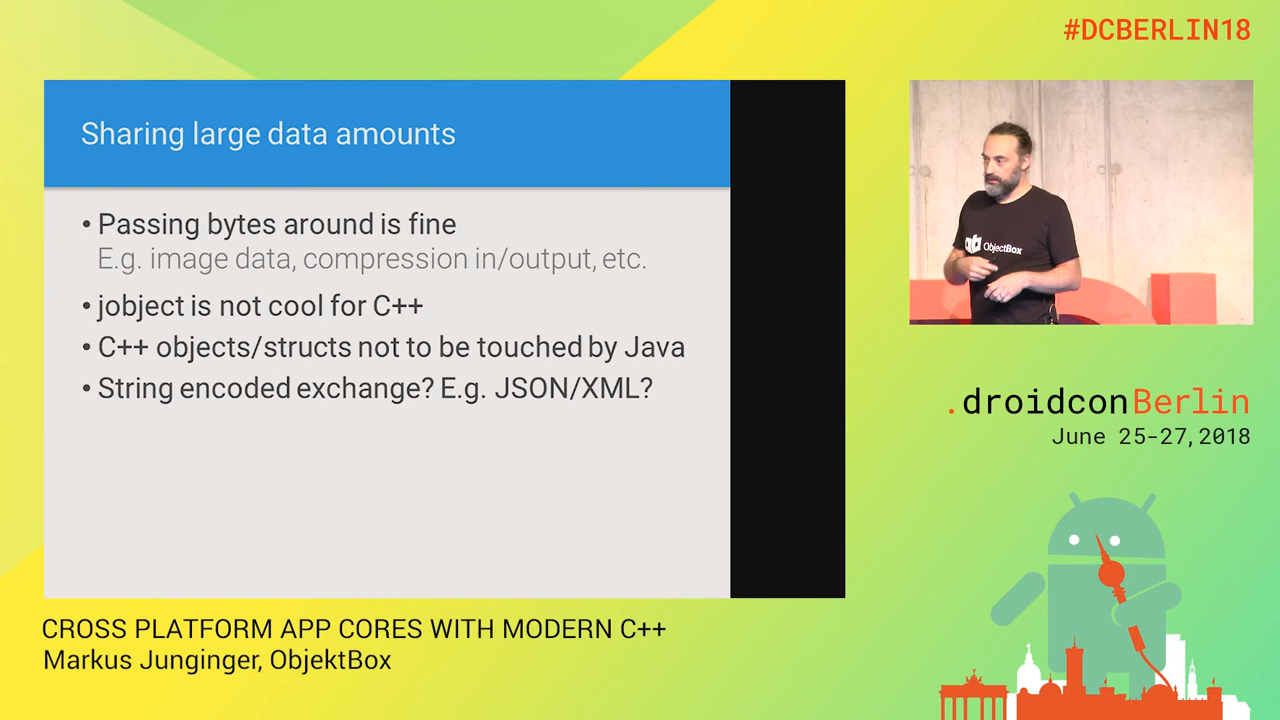 #DCBERLIN18
Sharing large data amounts
• Passing bytes around is fine
E.g. image data, compression in/output, etc.
• jobject is not cool for C++
• C++ objects/structs not to be touched by Java
• String encoded exchange? E.g. JSON/XML?
ObjectBox
.droidconBerlin
June 25-27, 2018
CROSS PLATFORM APP CORES WITH MODERN C++
Markus Junginger, ObjektBox